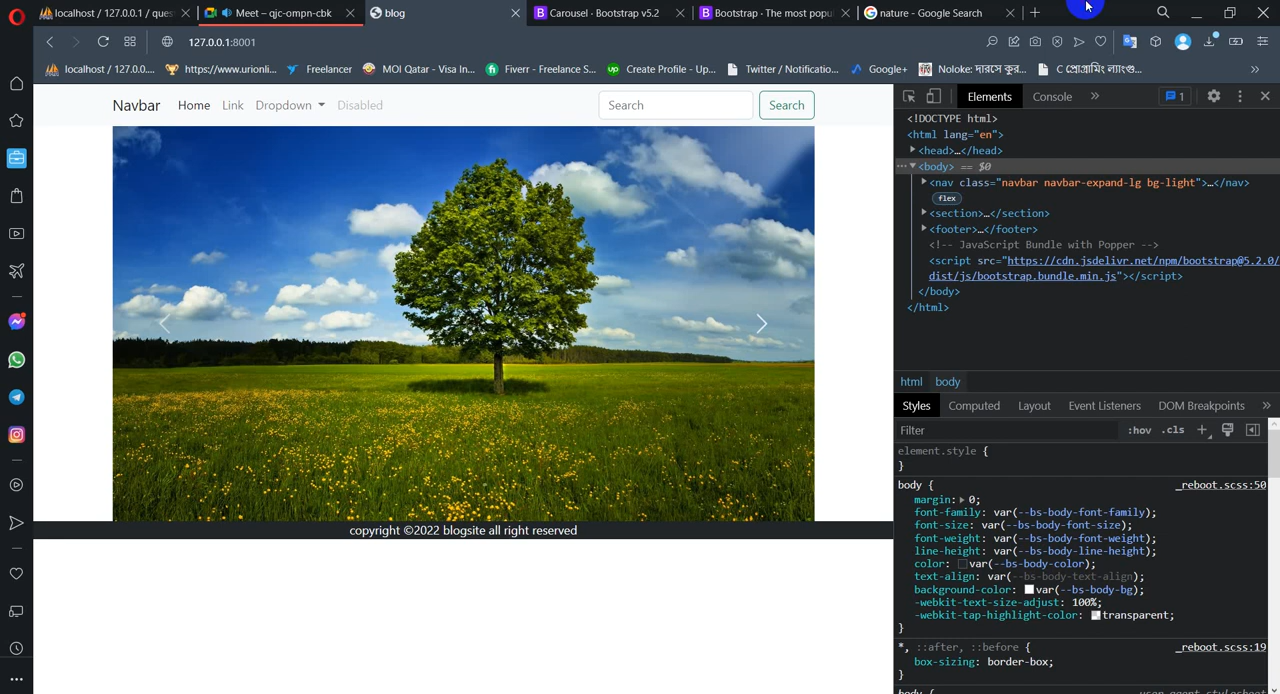 localhost / 127.0.0.1 / ques
Meet – qjc-ompn-cbk
blog
Carousel · Bootstrap v5.2
Bootstrap · The most popu
nature - Google Search
127.0.0.1:8001
localhost / 127.0.0....
https://www.urionli...
Freelancer
MOI Qatar - Visa In...
Fiverr - Freelance S...
Create Profile - Up...
Twitter / Notificatio...
Google+
Noloke: দারসে কুর...
C প্রোগ্রামিং ল্যাংগু...
Navbar
Home
Link
Dropdown
Disabled
Search
Search
Elements
Console
1
<!DOCTYPE html>
<html lang="en">
<head>…</head>
<body> == $0
<nav class="navbar navbar-expand-lg bg-light">…</nav>
flex
<section>…</section>
<footer>…</footer>
<!-- JavaScript Bundle with Popper -->
<script src="https://cdn.jsdelivr.net/npm/bootstrap@5.2.0/
dist/js/bootstrap.bundle.min.js"></script>
</body>
</html>
copyright ©2022 blogsite all right reserved
html body
Styles
Computed
Layout
Event Listeners
DOM Breakpoints
Filter
:hov .cls
element.style {
}
body {
_reboot.scss:50
margin: 0;
font-family: var(--bs-body-font-family);
font-size: var(--bs-body-font-size);
font-weight: var(--bs-body-font-weight);
line-height: var(--bs-body-line-height);
color: var(--bs-body-color);
text-align: var(--bs-body-text-align);
background-color: var(--bs-body-bg);
-webkit-text-size-adjust: 100%;
-webkit-tap-highlight-color: transparent;
}
*, ::after, ::before {
_reboot.scss:19
box-sizing: border-box;
}
body {
user agent stylesheet